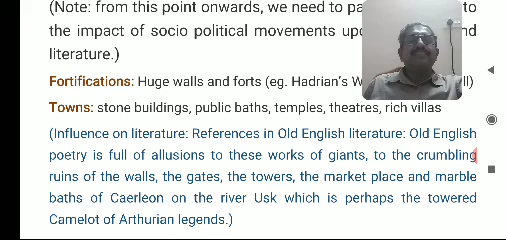 (Note: from this point onwards, we need to pa to
the impact of socio political movements up nd
literature.)
Fortifications: Huge walls and forts (eg. Hadrian's W ll)
Towns: stone buildings, public baths, temples, theatres, rich villas
(Influence on literature: References in Old English literature: Old English
poetry is full of allusions to these works of giants, to the crumbling
ruins of the walls, the gates, the towers, the market place and marble
baths of Caerleon on the river Usk which is perhaps the towered
Camelot of Arthurian legends.)